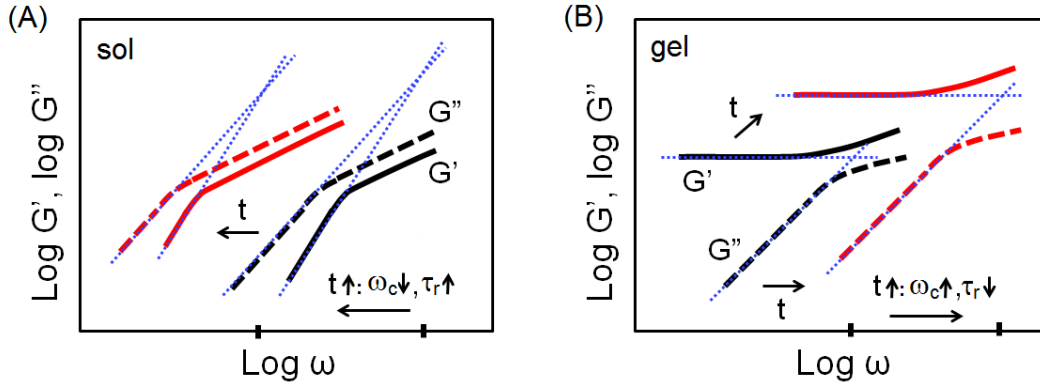 (A)
sol
G”
G’
t
t↑: ωc↓, τr↑
Log G’, log G”
Log ω
(B)
gel
t
G’
G”
t
t↑: ωc↑, τr↓
Log G’, log G”
Log ω